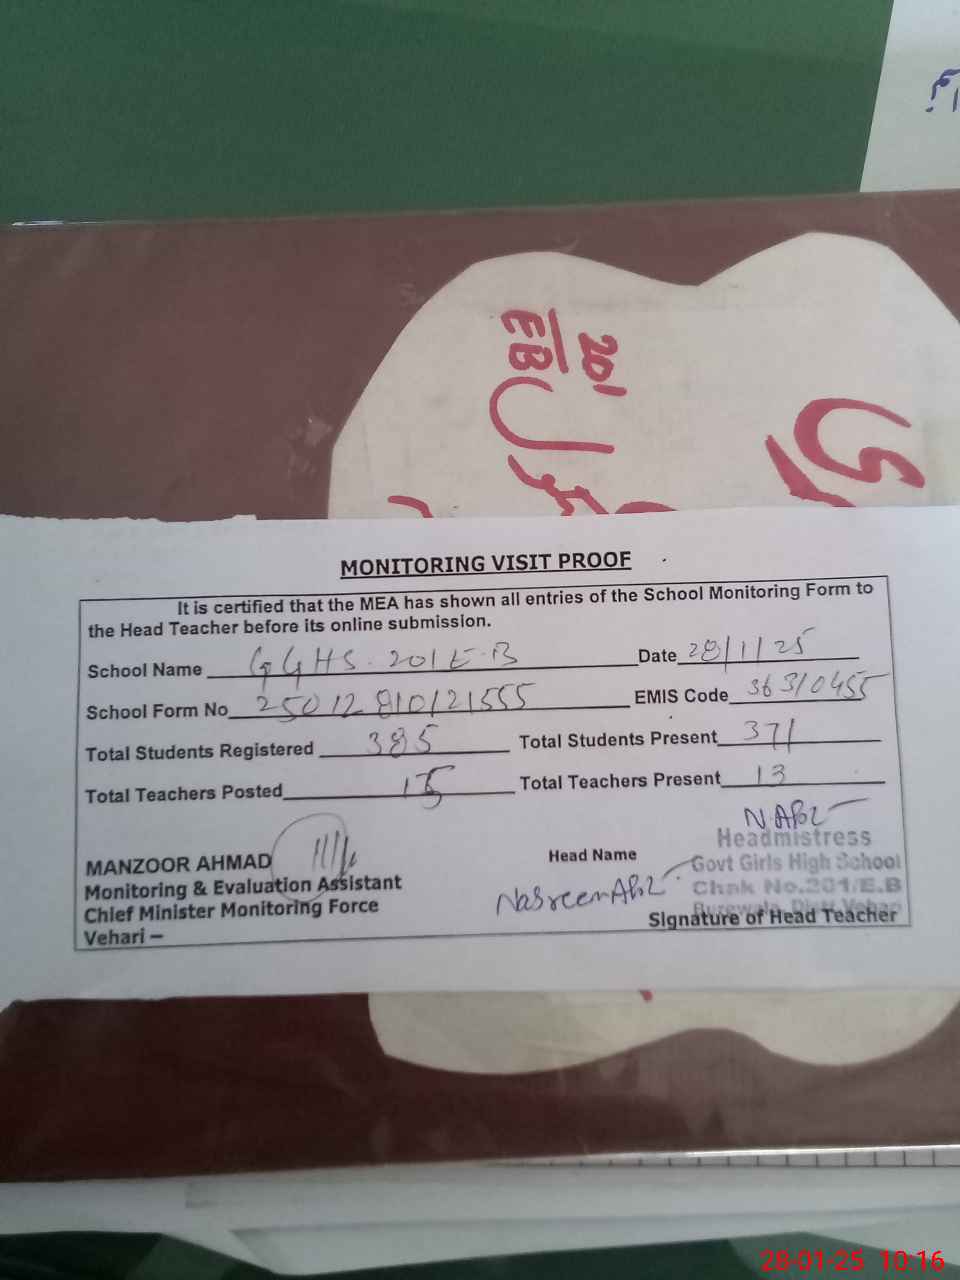 201
EB
MONITORING VISIT PROOF
It is certified that the MEA has shown all entries of the School Monitoring Form to
the Head Teacher before its online submission.
School Name GGHS. 201 E.B Date 28/1/25
School Form No 25012810121555 EMIS Code 36310455
Total Students Registered 385 Total Students Present 371
Total Teachers Posted 15 Total Teachers Present 13
MANZOOR AHMAD
Monitoring & Evaluation Assistant
Chief Minister Monitoring Force
Vehari –
Head Name
Nasreen
Headmistress
Govt Girls High School
Chak No.201/E.B
Burewala, Distt Vehari
Signature of Head Teacher
28-01-25 10:16